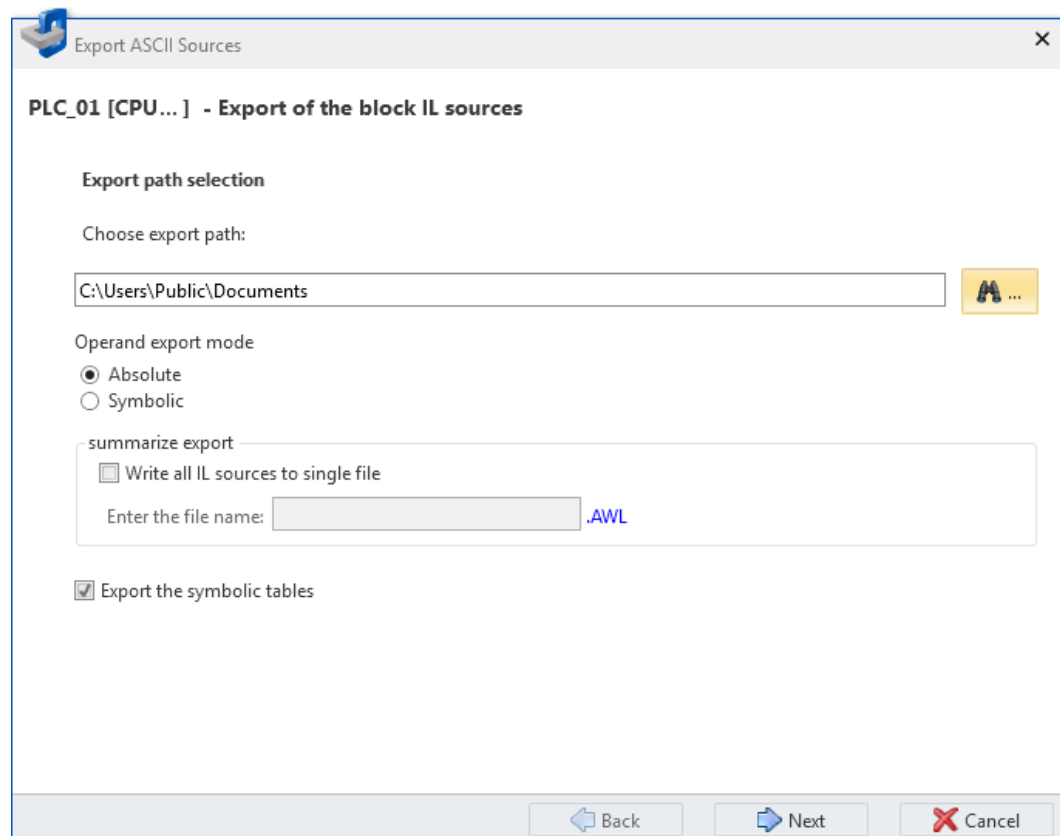 Export ASCII Sources
PLC_01 [CPU... ] - Export of the block IL sources
Export path selection
Choose export path:
C:\Users\Public\Documents
...
Operand export mode
Absolute
Symbolic
summarize export
Write all IL sources to single file
Enter the file name: .AWL
Export the symbolic tables
Back Next Cancel